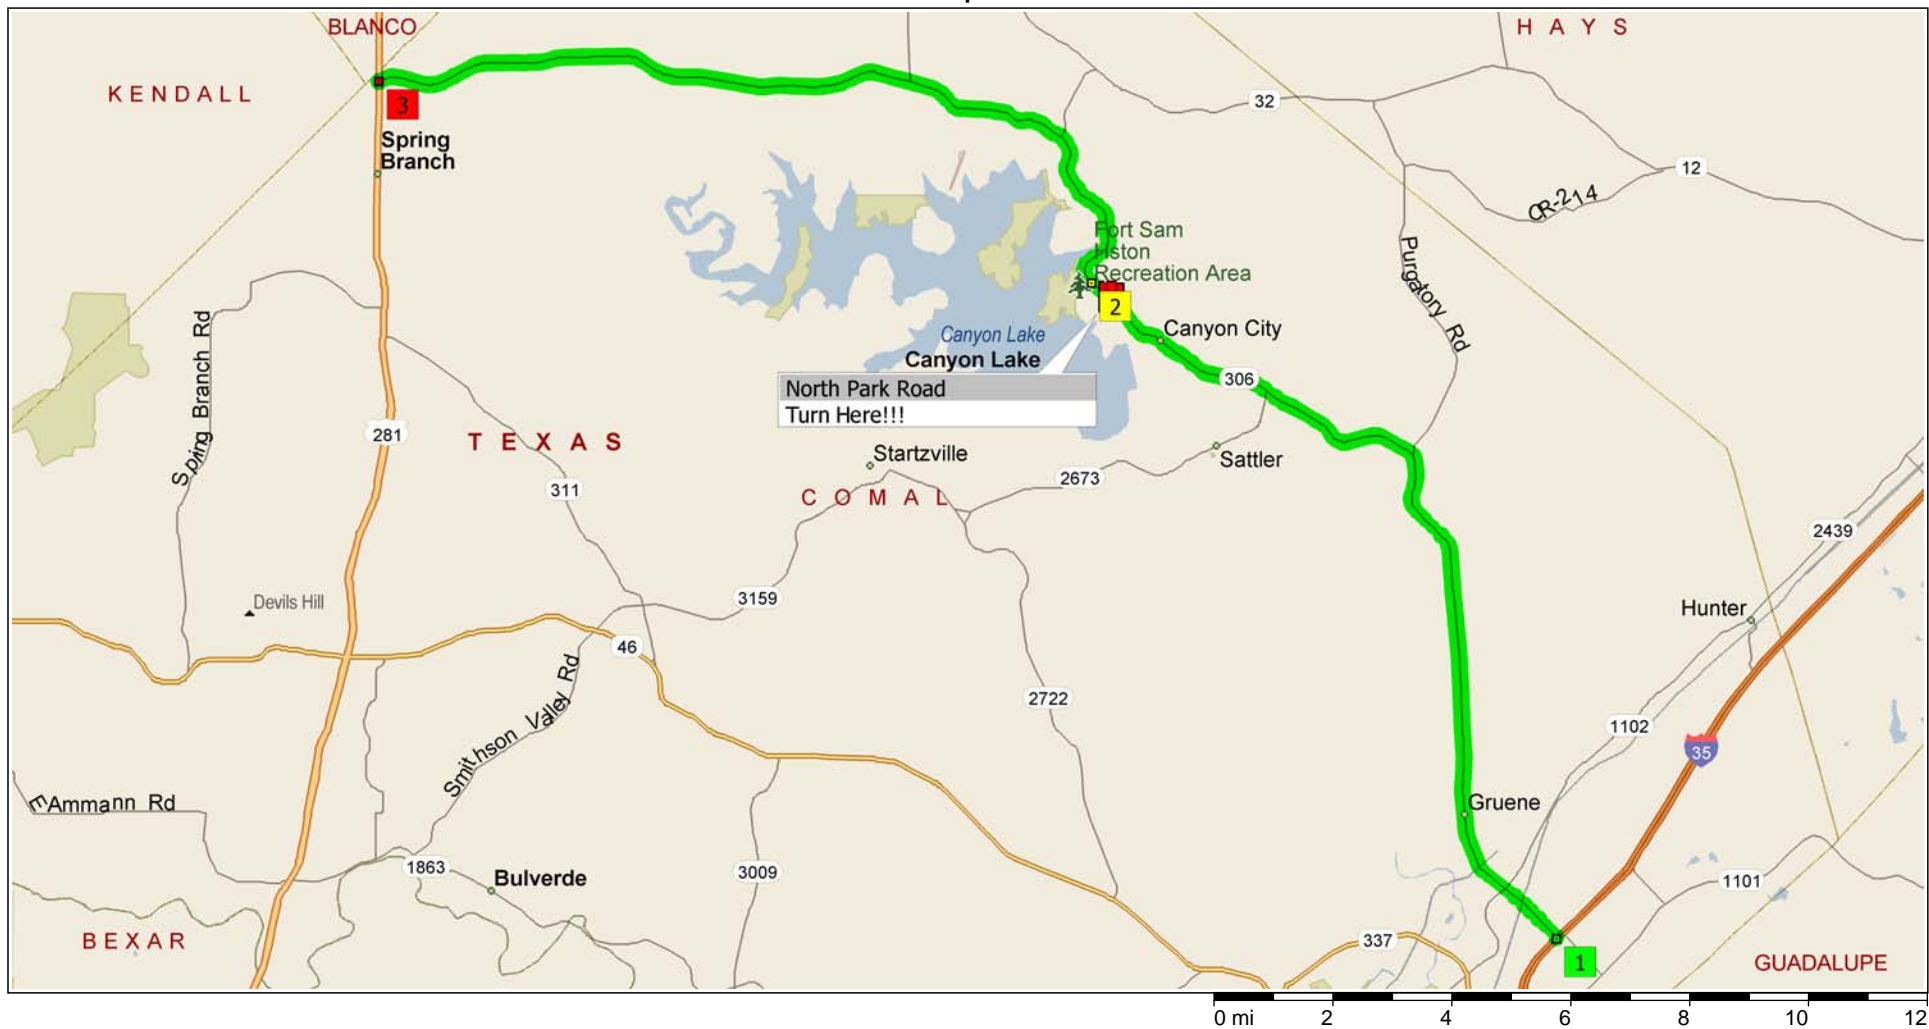 BLANCO
H A Y S
KENDALL
3
32
Spring
Branch
12
CR-214
Fort Sam
Hston
Recreation Area
Purgatory Rd
2
Canyon City
Canyon Lake
Canyon Lake
North Park Road
Turn Here!!!
306
Spring Branch Rd
281
T E X A S
311
Startzville
Sattler
2673
C O M A L
2439
Devils Hill
3159
Hunter
46
2722
Smithson Valley Rd
1102
35
E Ammann Rd
Gruene
1863
Bulverde
3009
1101
BEXAR
337
1
GUADALUPE
0 mi 2 4 6 8 10 12